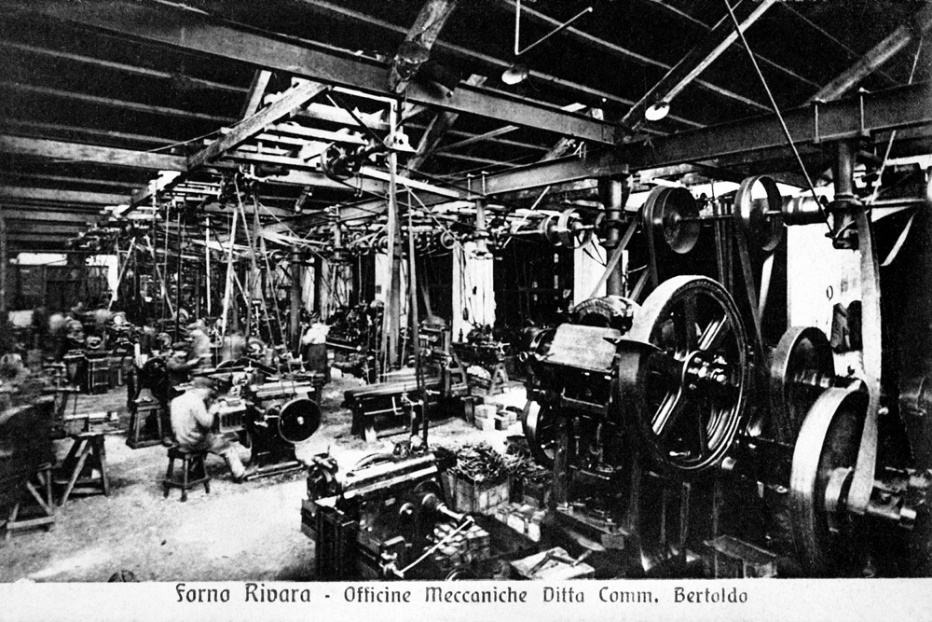 Forno Rivara - Officine Meccaniche Ditta Comm. Bertoldo